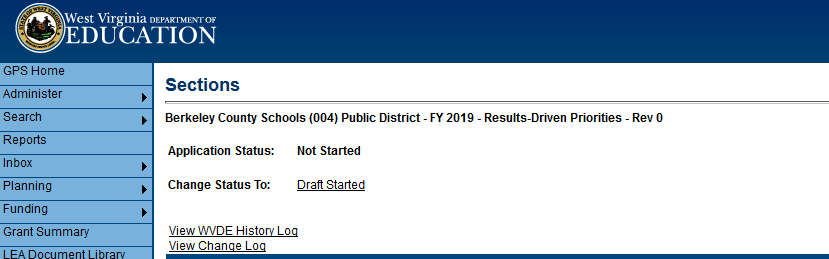 West Virginia DEPARTMENT OF
EDUCATION
GPS Home
Administer
Search
Reports
Inbox
Planning
Funding
Grant Summary
LEA Document Library
Sections
Berkeley County Schools (004) Public District - FY 2019 - Results-Driven Priorities - Rev 0
Application Status: Not Started
Change Status To: Draft Started
View WVDE History Log
View Change Log